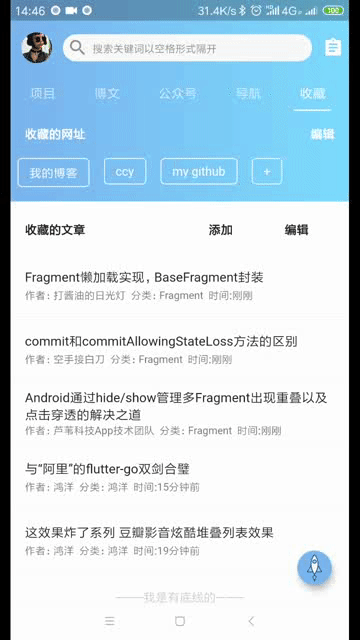 14:46
31.4K/s
4G
100
搜索关键词以空格形式隔开
项目
博文
公众号
导航
收藏
收藏的网址
编辑
我的博客
ccy
my github
+
收藏的文章
添加
编辑
Fragment懒加载实现，BaseFragment封装
作者: 打酱油的日光灯 分类: Fragment 时间:刚刚
commit和commitAllowingStateLoss方法的区别
作者: 空手接白刀 分类: Fragment 时间:刚刚
Android通过hide/show管理多Fragment出现重叠以及
点击穿透的解决之道
作者: 芦苇科技App技术团队 分类: Fragment 时间:刚刚
与“阿里”的flutter-go双剑合璧
作者: 鸿洋 分类: 鸿洋 时间:15分钟前
这效果炸了系列 豆瓣影音炫酷堆叠列表效果
作者: 鸿洋 分类: 鸿洋 时间:19分钟前
——我是有底线的——